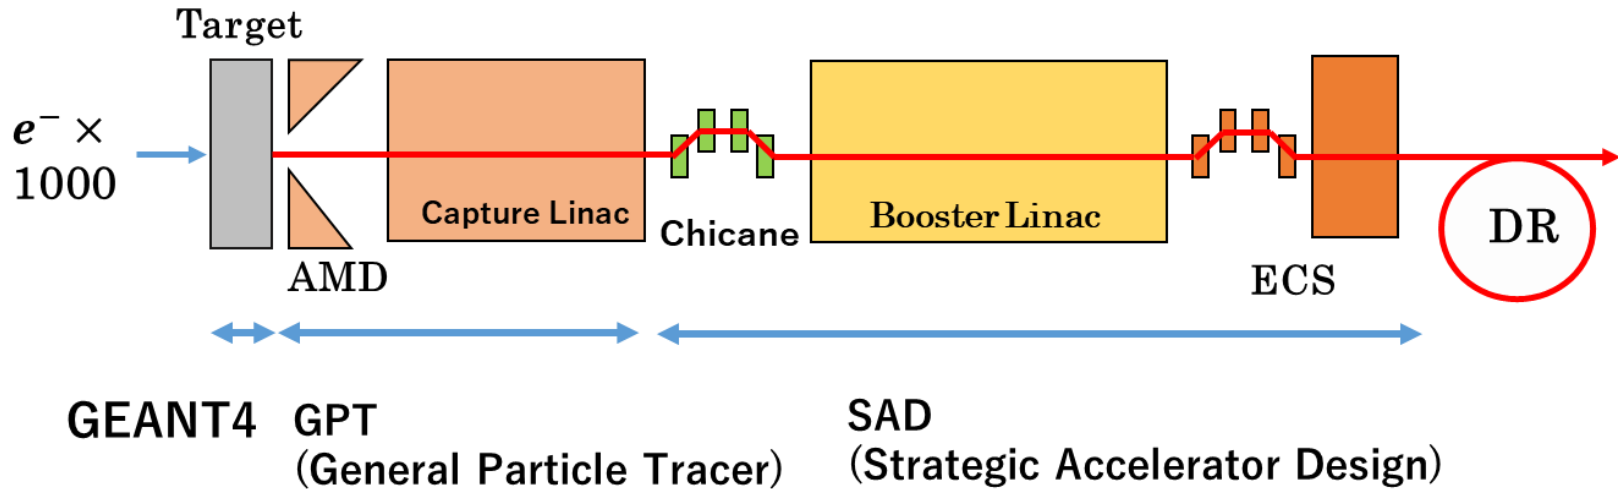 Target
e⁻ ×
1000
Capture Linac
Chicane
Booster Linac
DR
AMD
ECS
GEANT4
GPT
(General Particle Tracer)
SAD
(Strategic Accelerator Design)